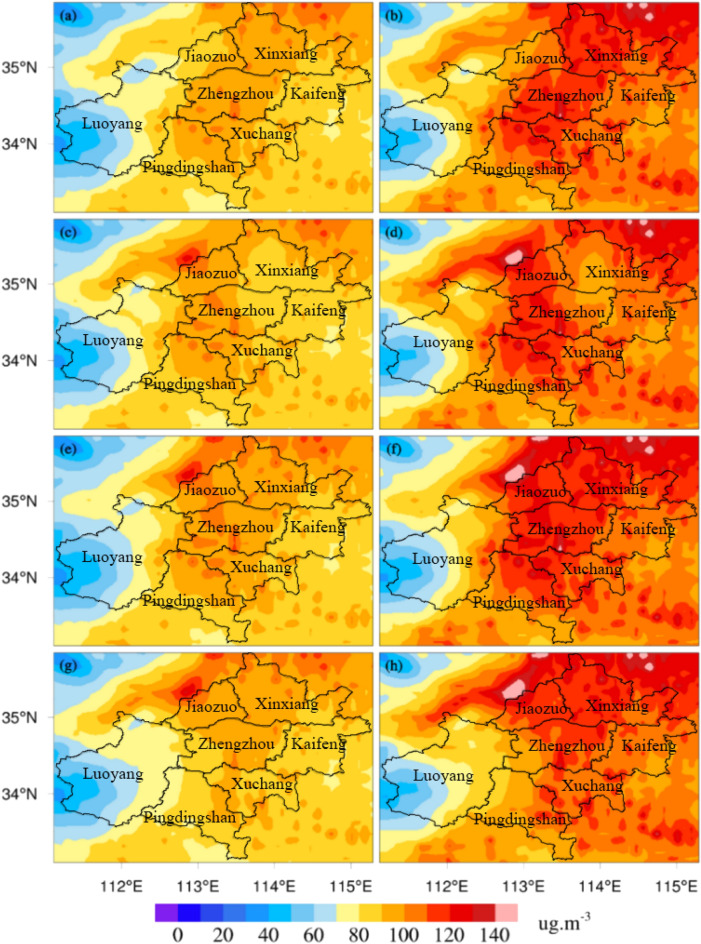 (a)
(b)
Jiaozuo
Xinxiang
Jiaozuo
Xinxiang
35°N
Zhengzhou
Kaifeng
Zhengzhou
Kaifeng
Luoyang
Xuchang
Luoyang
Xuchang
34°N
Pingdingshan
Pingdingshan
(c)
(d)
Jiaozuo
Xinxiang
Jiaozuo
Xinxiang
35°N
Zhengzhou
Kaifeng
Zhengzhou
Kaifeng
Luoyang
Xuchang
Luoyang
Xuchang
34°N
Pingdingshan
Pingdingshan
(e)
(f)
Jiaozuo
Xinxiang
Jiaozuo
Xinxiang
35°N
Zhengzhou
Kaifeng
Zhengzhou
Kaifeng
Luoyang
Xuchang
Luoyang
Xuchang
34°N
Pingdingshan
Pingdingshan
(g)
(h)
Jiaozuo
Xinxiang
Jiaozuo
Xinxiang
35°N
Zhengzhou
Kaifeng
Zhengzhou
Kaifeng
Luoyang
Xuchang
Luoyang
Xuchang
34°N
Pingdingshan
Pingdingshan
112°E 113°E 114°E 115°E 112°E 113°E 114°E 115°E
0 20 40 60 80 100 120 140 ug.m⁻³